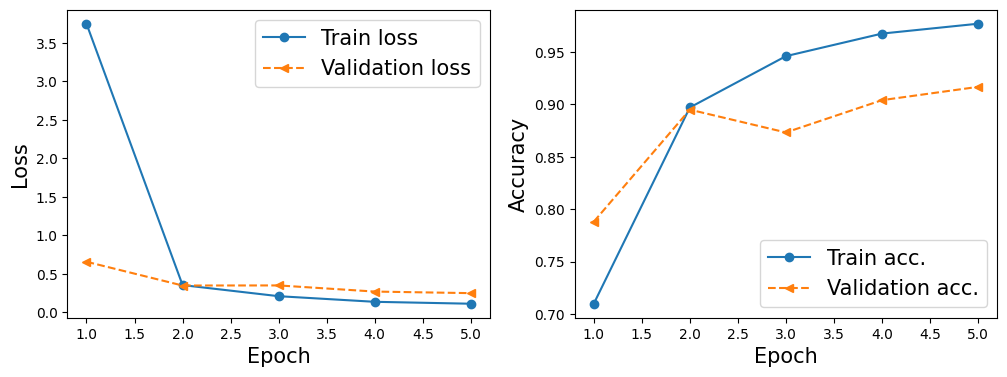 3.5
3.0
2.5
2.0
1.5
1.0
0.5
0.0
Loss
Train loss
Validation loss
1.0 1.5 2.0 2.5 3.0 3.5 4.0 4.5 5.0
Epoch
0.95
0.90
0.85
0.80
0.75
0.70
Accuracy
Train acc.
Validation acc.
1.0 1.5 2.0 2.5 3.0 3.5 4.0 4.5 5.0
Epoch